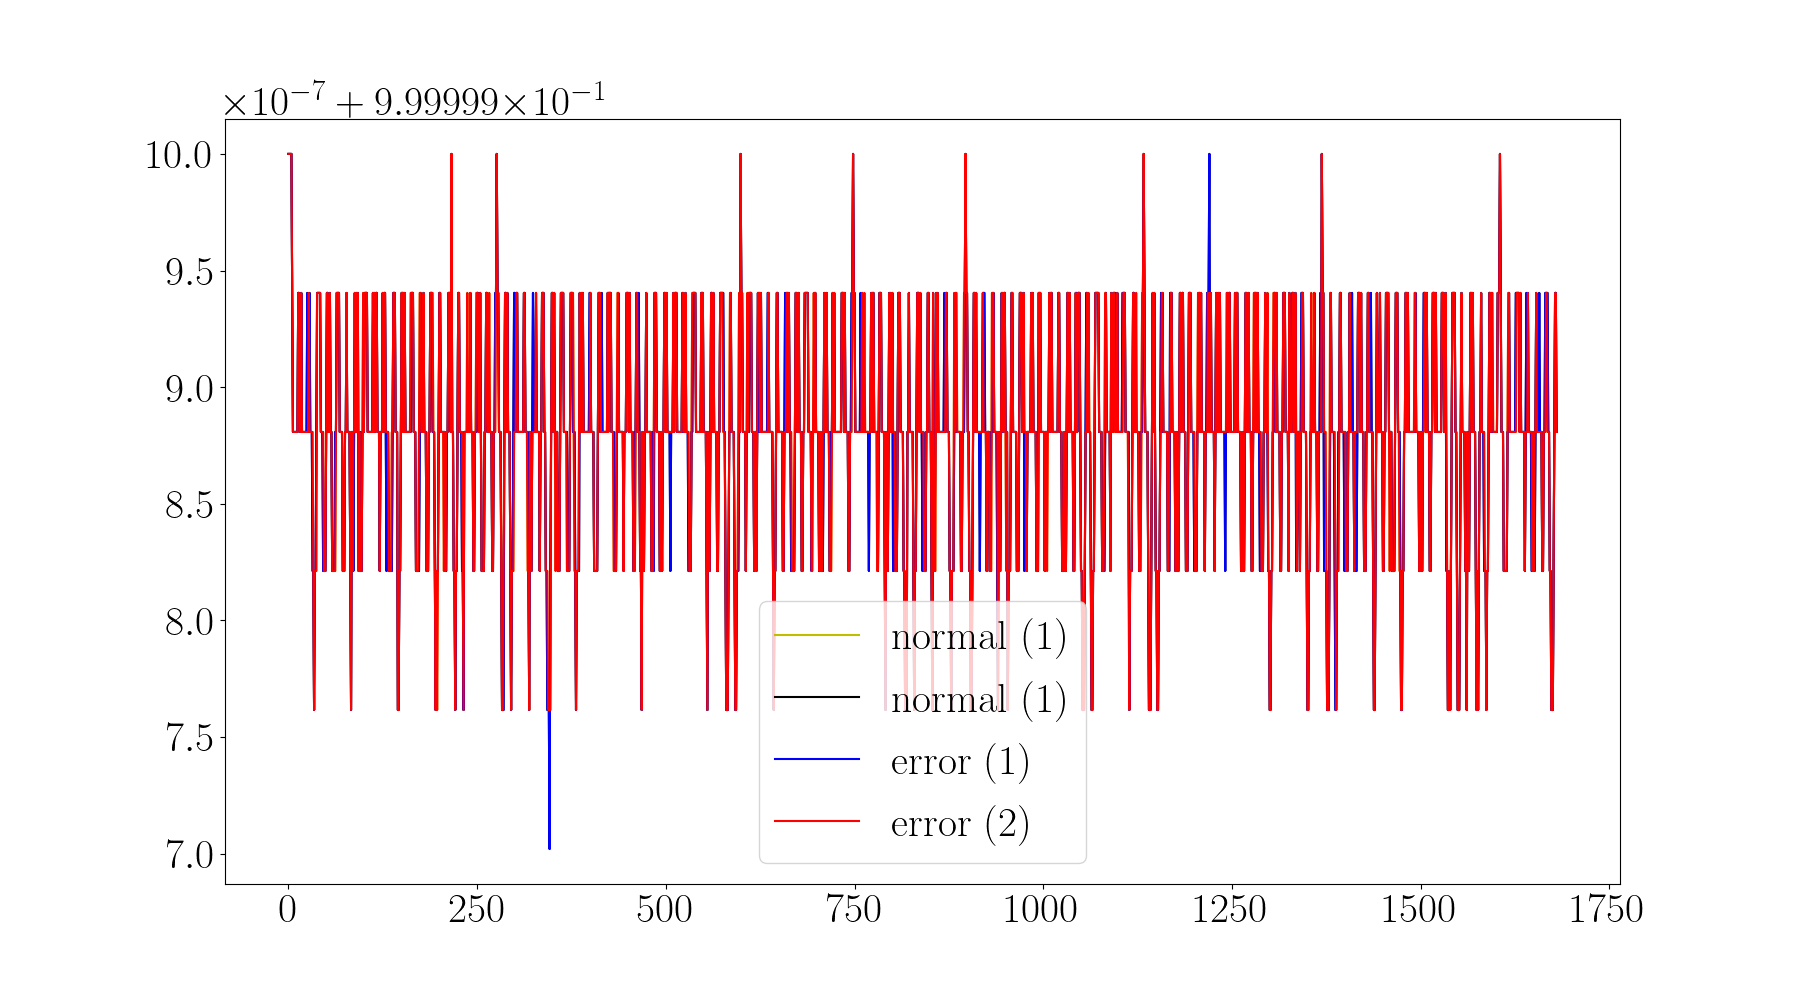 ×10⁻⁷ + 9.99999×10⁻¹
10.0
9.5
9.0
8.5
8.0
7.5
7.0
normal (1)
normal (1)
error (1)
error (2)
0 250 500 750 1000 1250 1500 1750